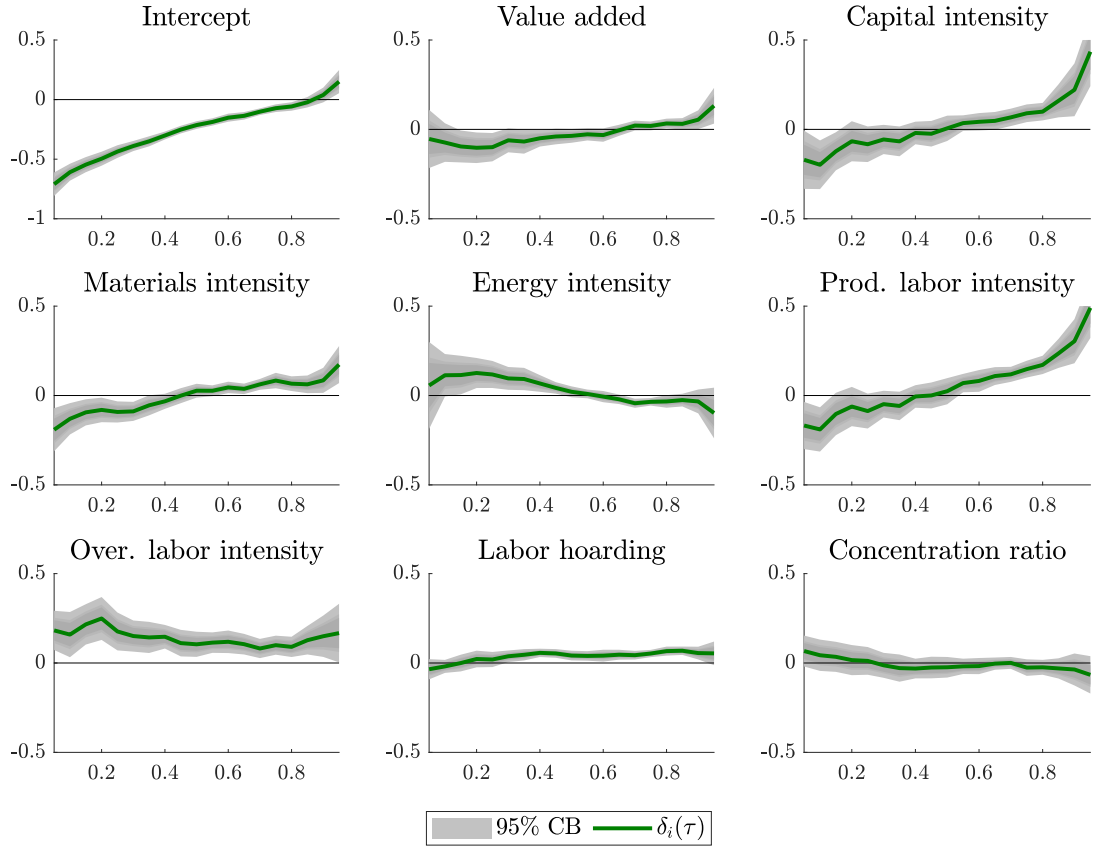 Intercept Value added Capital intensity
0.5 0.5 0.5
0 0 0
-0.5
-1 -0.5 -0.5
0.2 0.4 0.6 0.8 0.2 0.4 0.6 0.8 0.2 0.4 0.6 0.8
Materials intensity Energy intensity Prod. labor intensity
0.5 0.5 0.5
0 0 0
-0.5 -0.5 -0.5
0.2 0.4 0.6 0.8 0.2 0.4 0.6 0.8 0.2 0.4 0.6 0.8
Over. labor intensity Labor hoarding Concentration ratio
0.5 0.5 0.5
0 0 0
-0.5 -0.5 -0.5
0.2 0.4 0.6 0.8 0.2 0.4 0.6 0.8 0.2 0.4 0.6 0.8
95% CB δᵢ(τ)